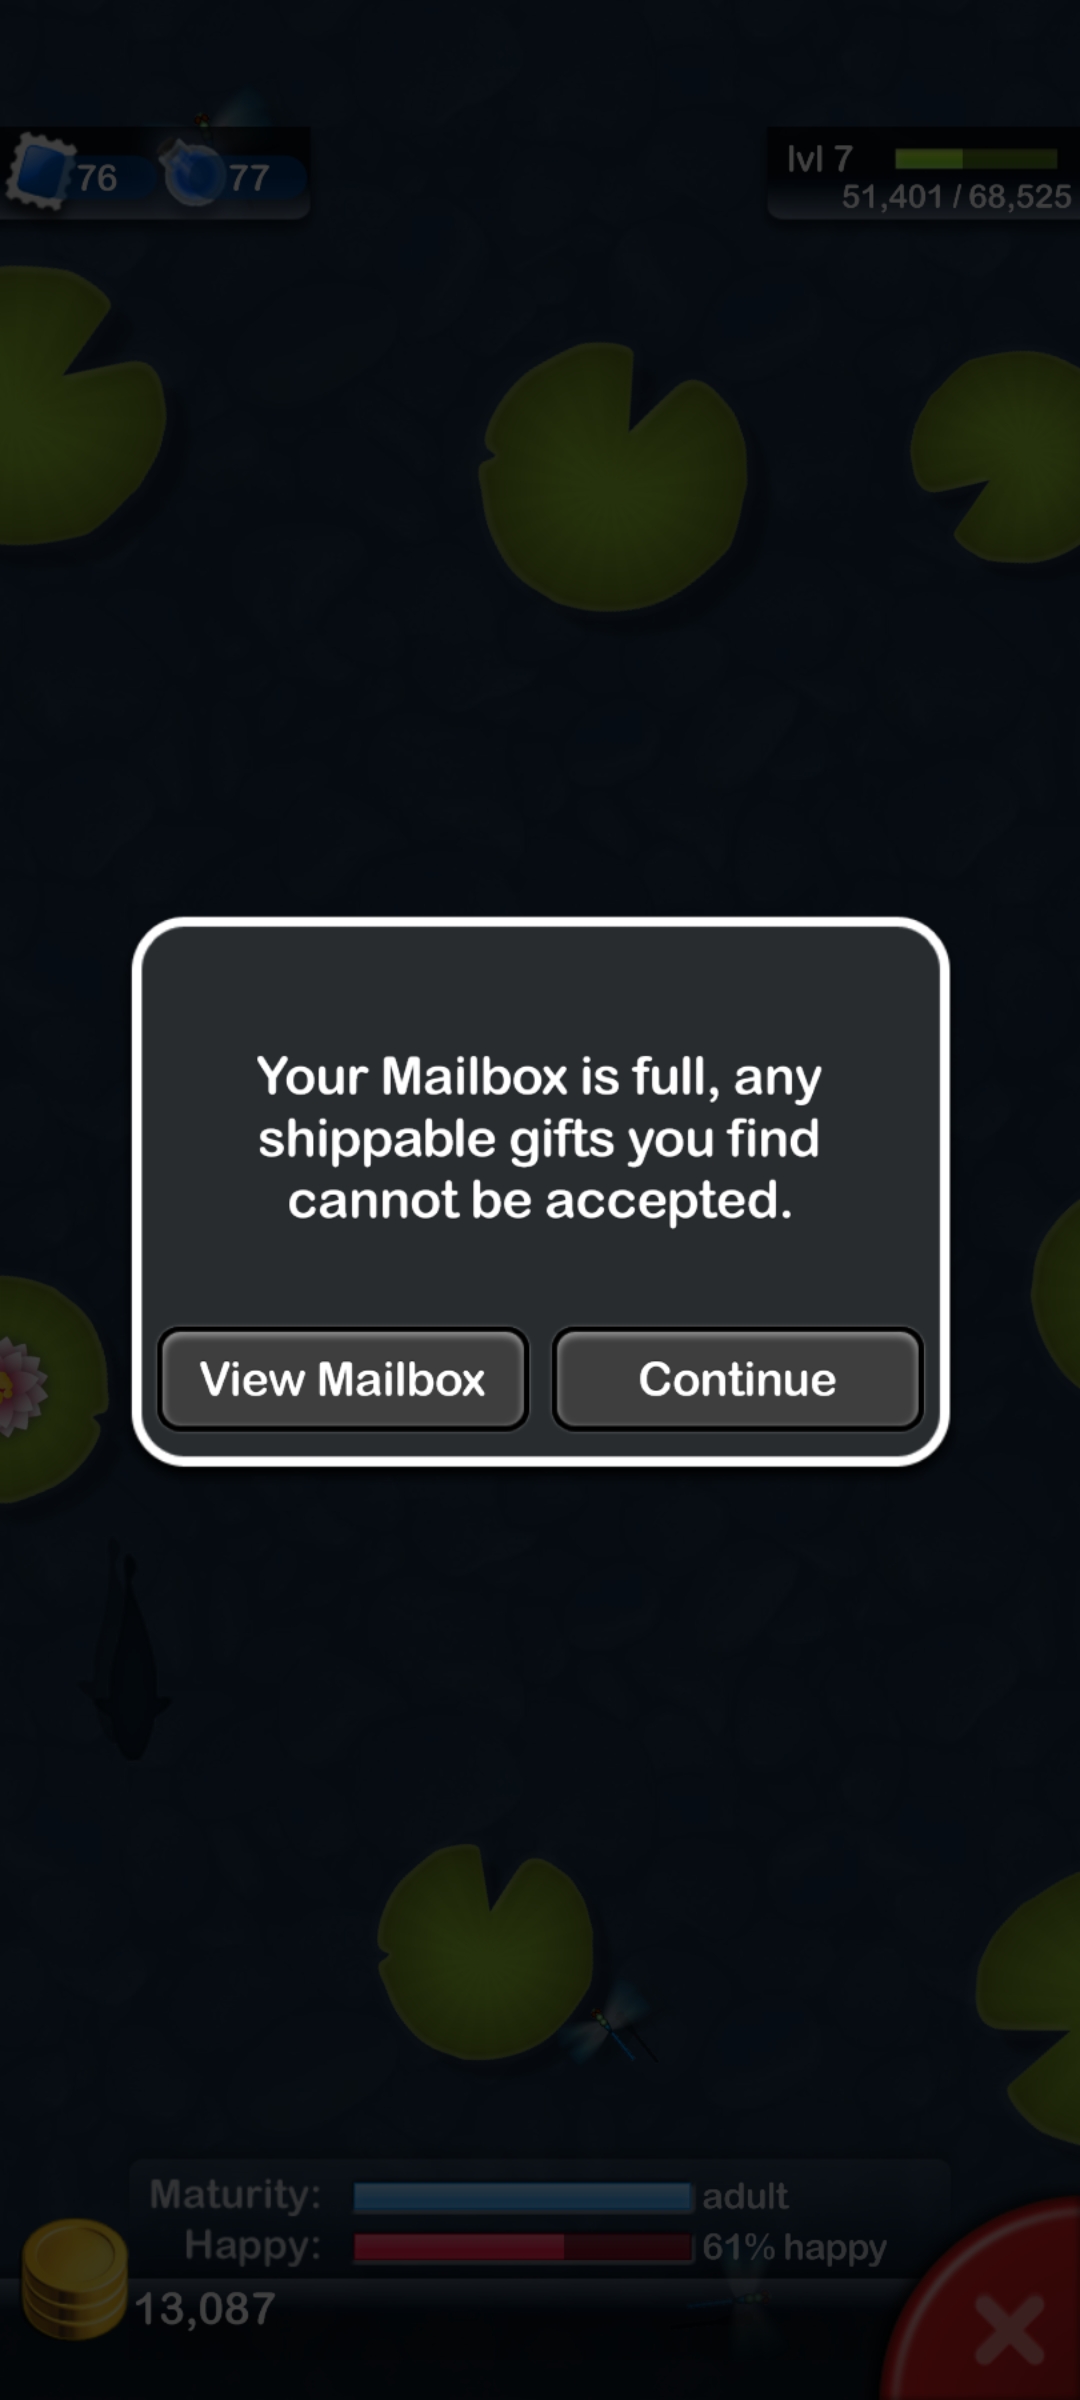 76 77
lvl 7
51,401 / 68,525
Your Mailbox is full, any
shippable gifts you find
cannot be accepted.
View Mailbox Continue
Maturity: adult
Happy: 61% happy
13,087